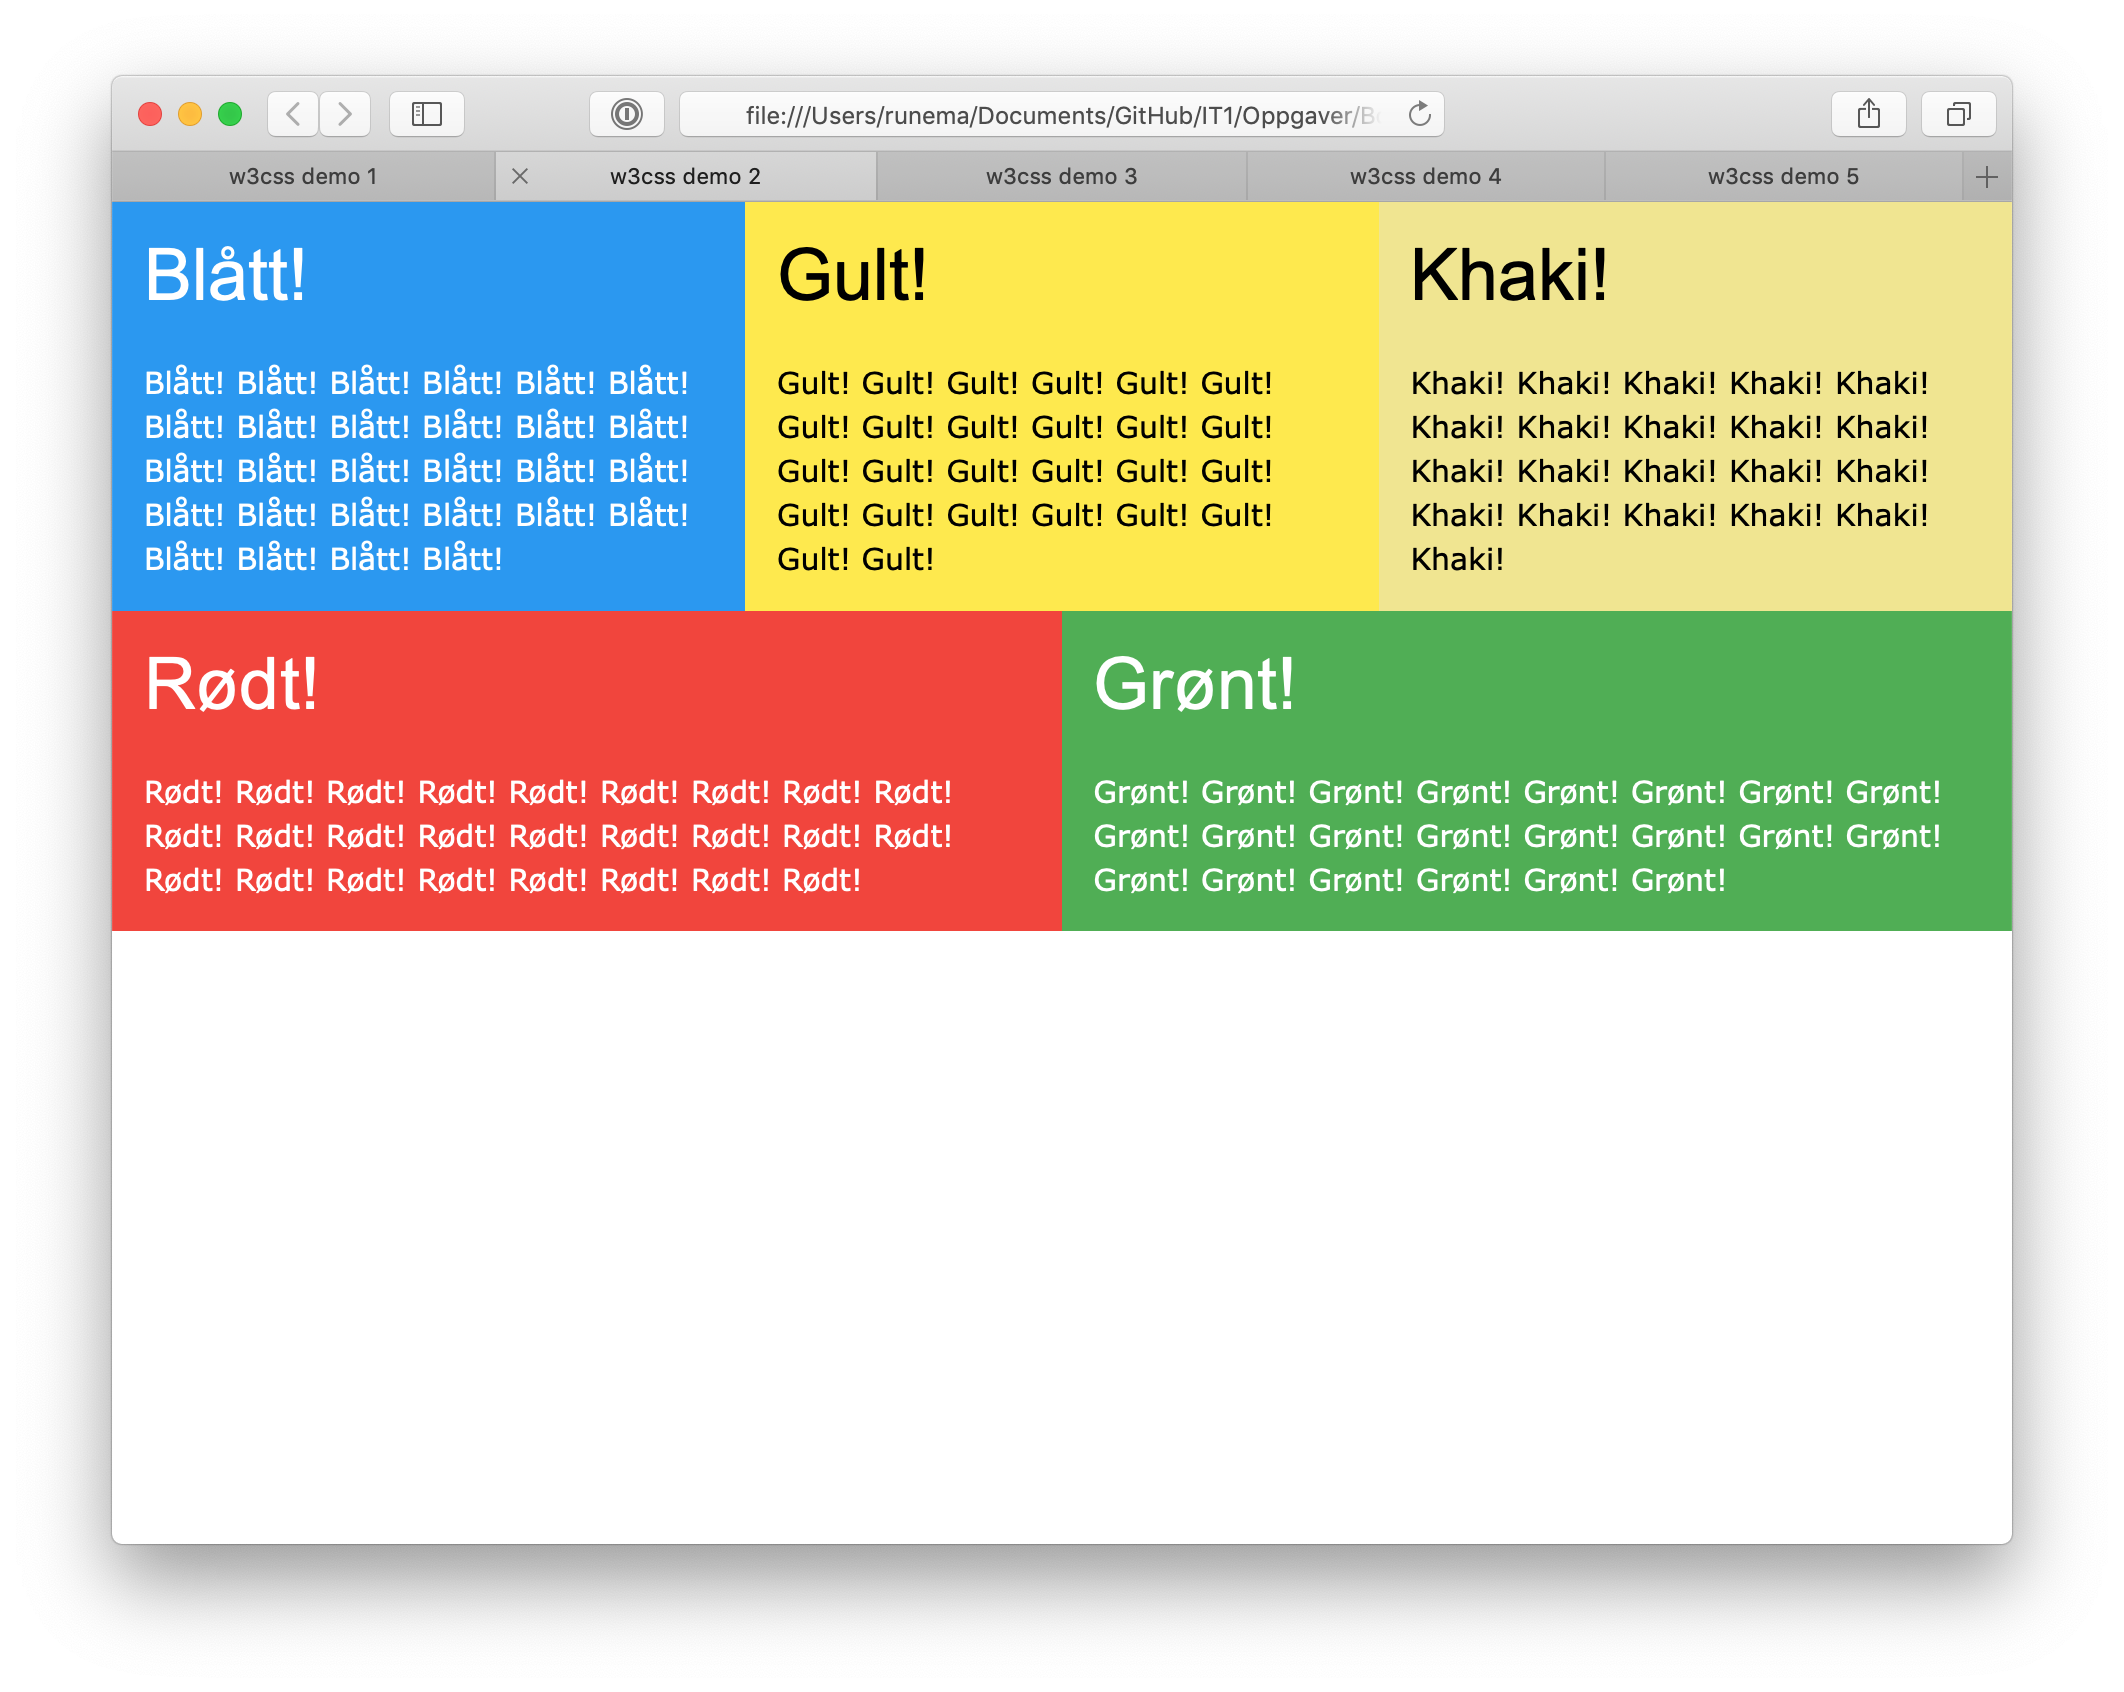 file:///Users/runema/Documents/GitHub/IT1/Oppgaver/B
w3css demo 1
w3css demo 2
w3css demo 3
w3css demo 4
w3css demo 5
Blått!
Blått! Blått! Blått! Blått! Blått! Blått!
Blått! Blått! Blått! Blått! Blått! Blått!
Blått! Blått! Blått! Blått! Blått! Blått!
Blått! Blått! Blått! Blått! Blått! Blått!
Blått! Blått! Blått! Blått!
Gult!
Gult! Gult! Gult! Gult! Gult! Gult!
Gult! Gult! Gult! Gult! Gult! Gult!
Gult! Gult! Gult! Gult! Gult! Gult!
Gult! Gult! Gult! Gult! Gult! Gult!
Gult! Gult!
Khaki!
Khaki! Khaki! Khaki! Khaki! Khaki!
Khaki! Khaki! Khaki! Khaki! Khaki!
Khaki! Khaki! Khaki! Khaki! Khaki!
Khaki! Khaki! Khaki! Khaki! Khaki!
Khaki!
Rødt!
Rødt! Rødt! Rødt! Rødt! Rødt! Rødt! Rødt! Rødt! Rødt!
Rødt! Rødt! Rødt! Rødt! Rødt! Rødt! Rødt! Rødt! Rødt!
Rødt! Rødt! Rødt! Rødt! Rødt! Rødt! Rødt! Rødt!
Grønt!
Grønt! Grønt! Grønt! Grønt! Grønt! Grønt! Grønt! Grønt!
Grønt! Grønt! Grønt! Grønt! Grønt! Grønt! Grønt! Grønt!
Grønt! Grønt! Grønt! Grønt! Grønt! Grønt!